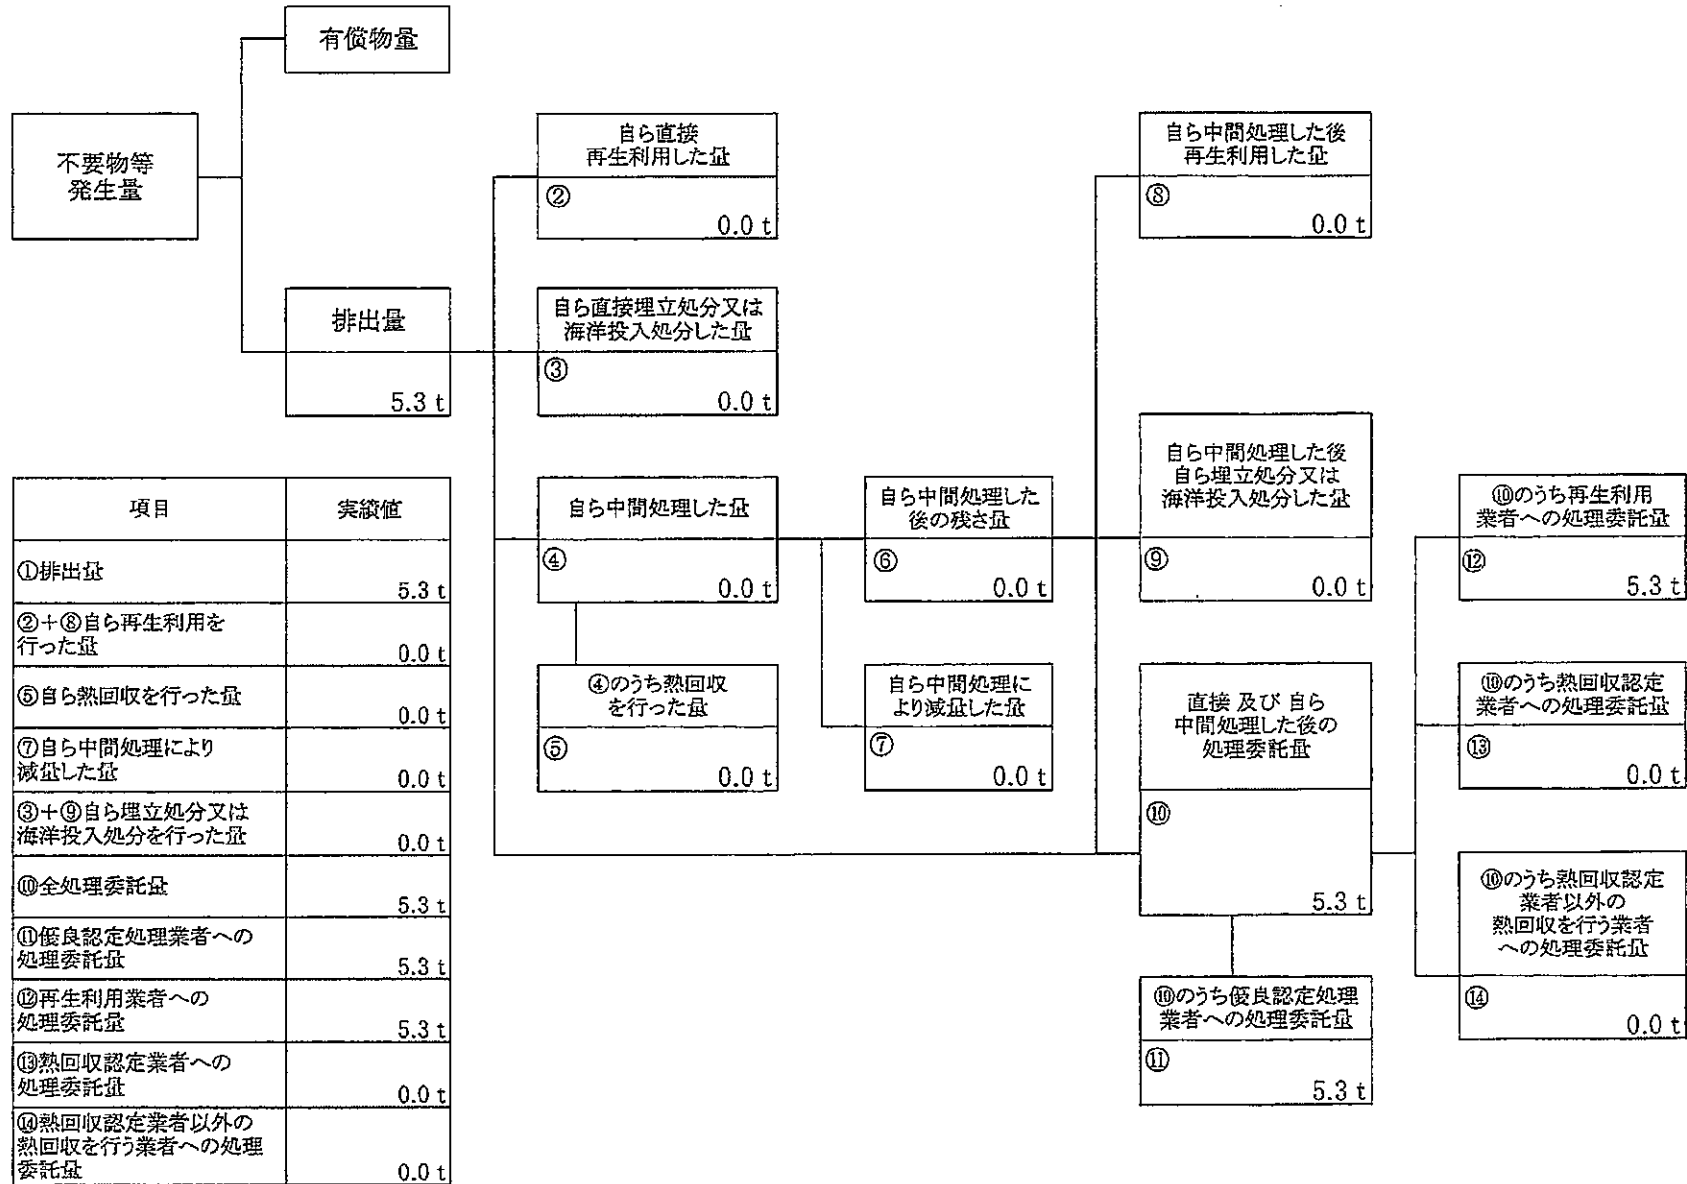 有償物量
不要物等
発生量
排出量
5.3 t
自ら直接
再生利用した量
②
0.0 t
自ら直接埋立処分又は
海洋投入処分した量
③
0.0 t
自ら中間処理した量
④
0.0 t
④のうち熱回収
を行った量
⑤
0.0 t
自ら中間処理した
後の残さ量
⑥
0.0 t
自ら中間処理に
より減量した量
⑦
0.0 t
自ら中間処理した後
再生利用した量
⑧
0.0 t
自ら中間処理した後
自ら埋立処分又は
海洋投入処分した量
⑨
0.0 t
直接 及び 自ら
中間処理した後の
処理委託量
⑩
5.3 t
⑩のうち優良認定処理
業者への処理委託量
⑪
5.3 t
⑩のうち再生利用
業者への処理委託量
⑫
5.3 t
⑩のうち熱回収認定
業者への処理委託量
⑬
0.0 t
⑩のうち熱回収認定
業者以外の
熱回収を行う業者
への処理委託量
⑭
0.0 t
項目 実績値
①排出量
5.3 t
②+⑧自ら再生利用を
行った量
0.0 t
⑤自ら熱回収を行った量
0.0 t
⑦自ら中間処理により
減量した量
0.0 t
③+⑨自ら埋立処分又は
海洋投入処分を行った量
0.0 t
⑩全処理委託量
5.3 t
⑪優良認定処理業者への
処理委託量
5.3 t
⑫再生利用業者への
処理委託量
5.3 t
⑬熱回収認定業者への
処理委託量
0.0 t
⑭熱回収認定業者以外の
熱回収を行う業者への処理
委託量
0.0 t